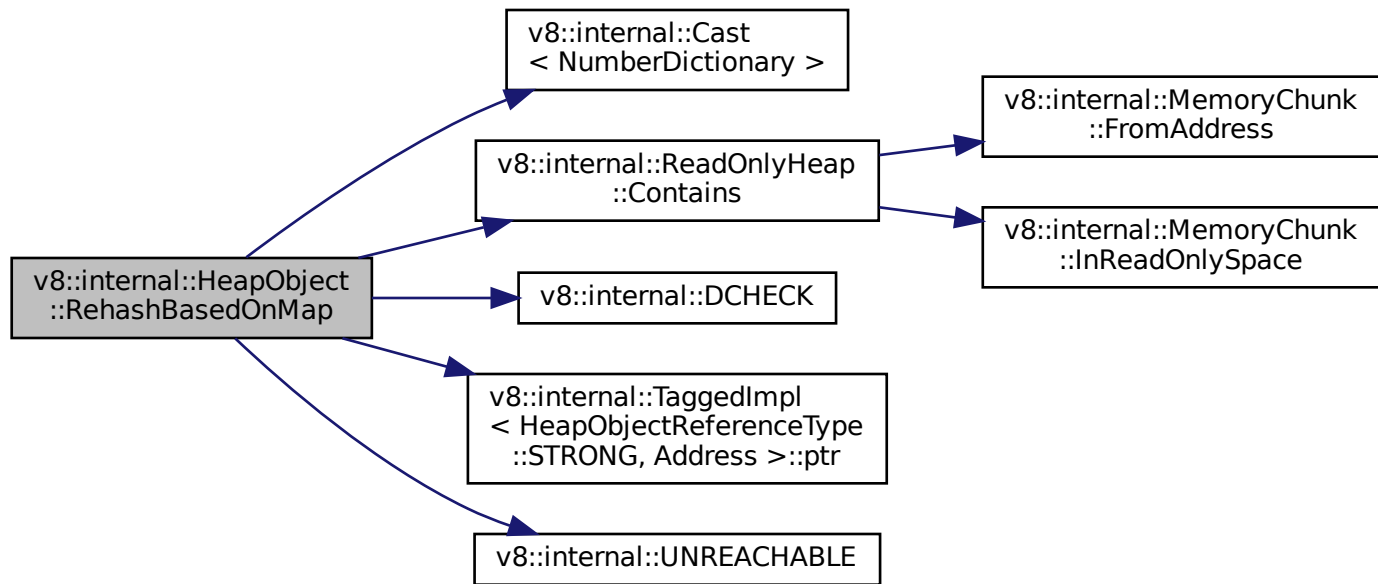 v8::internal::Cast
< NumberDictionary >
v8::internal::MemoryChunk
::FromAddress
v8::internal::ReadOnlyHeap
::Contains
v8::internal::MemoryChunk
::InReadOnlySpace
v8::internal::HeapObject
::RehashBasedOnMap
v8::internal::DCHECK
v8::internal::TaggedImpl
< HeapObjectReferenceType
::STRONG, Address >::ptr
v8::internal::UNREACHABLE